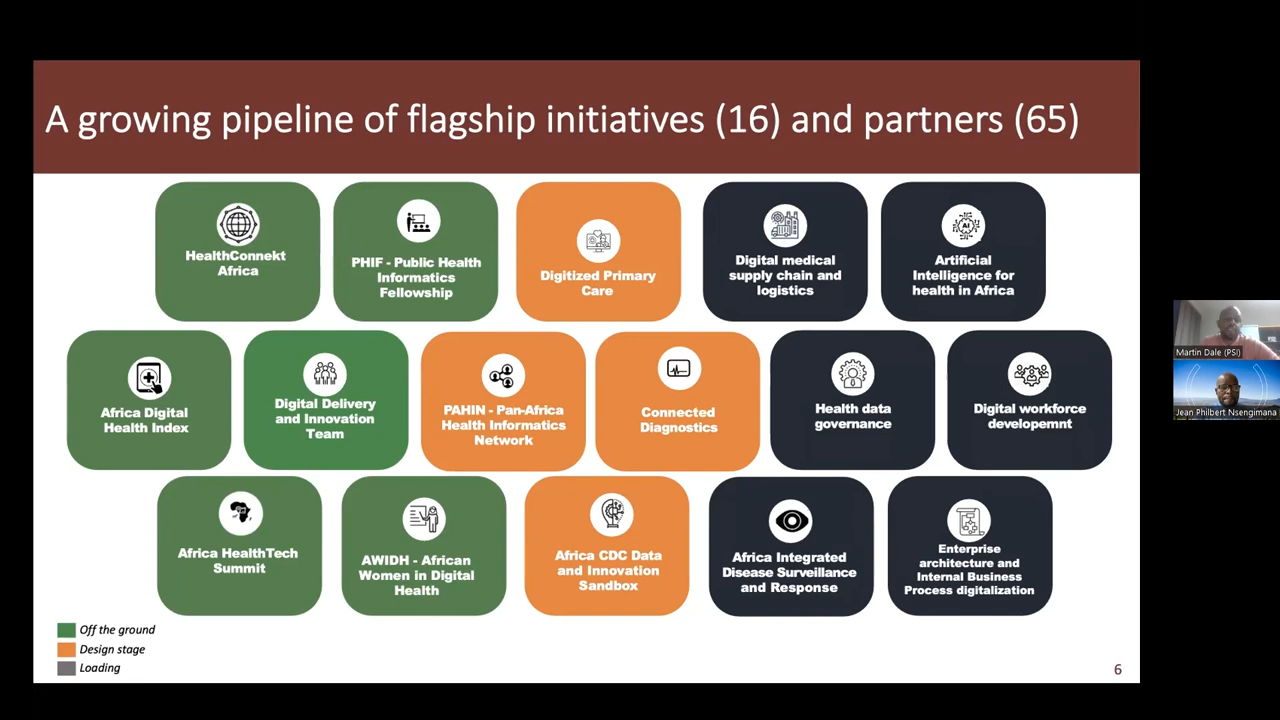 A growing pipeline of flagship initiatives (16) and partners (65)
HealthConnekt
Africa
PHIF - Public Health
Informatics
Fellowship
Digitized Primary
Care
Digital medical
supply chain and
logistics
AI
Artificial
Intelligence for
health in Africa
Africa Digital
Health Index
Digital Delivery
and Innovation
Team
PAHIN - Pan-Africa
Health Informatics
Network
Connected
Diagnostics
Health data
governance
Digital workforce
developemnt
Africa HealthTech
Summit
AWIDH - African
Women in Digital
Health
Africa CDC Data
and Innovation
Sandbox
Africa Integrated
Disease Surveillance
and Response
Enterprise
architecture and
Internal Business
Process digitalization
Off the ground
Design stage
Loading
6
Martin Dale (PSI)
Jean Philbert Nsengimana